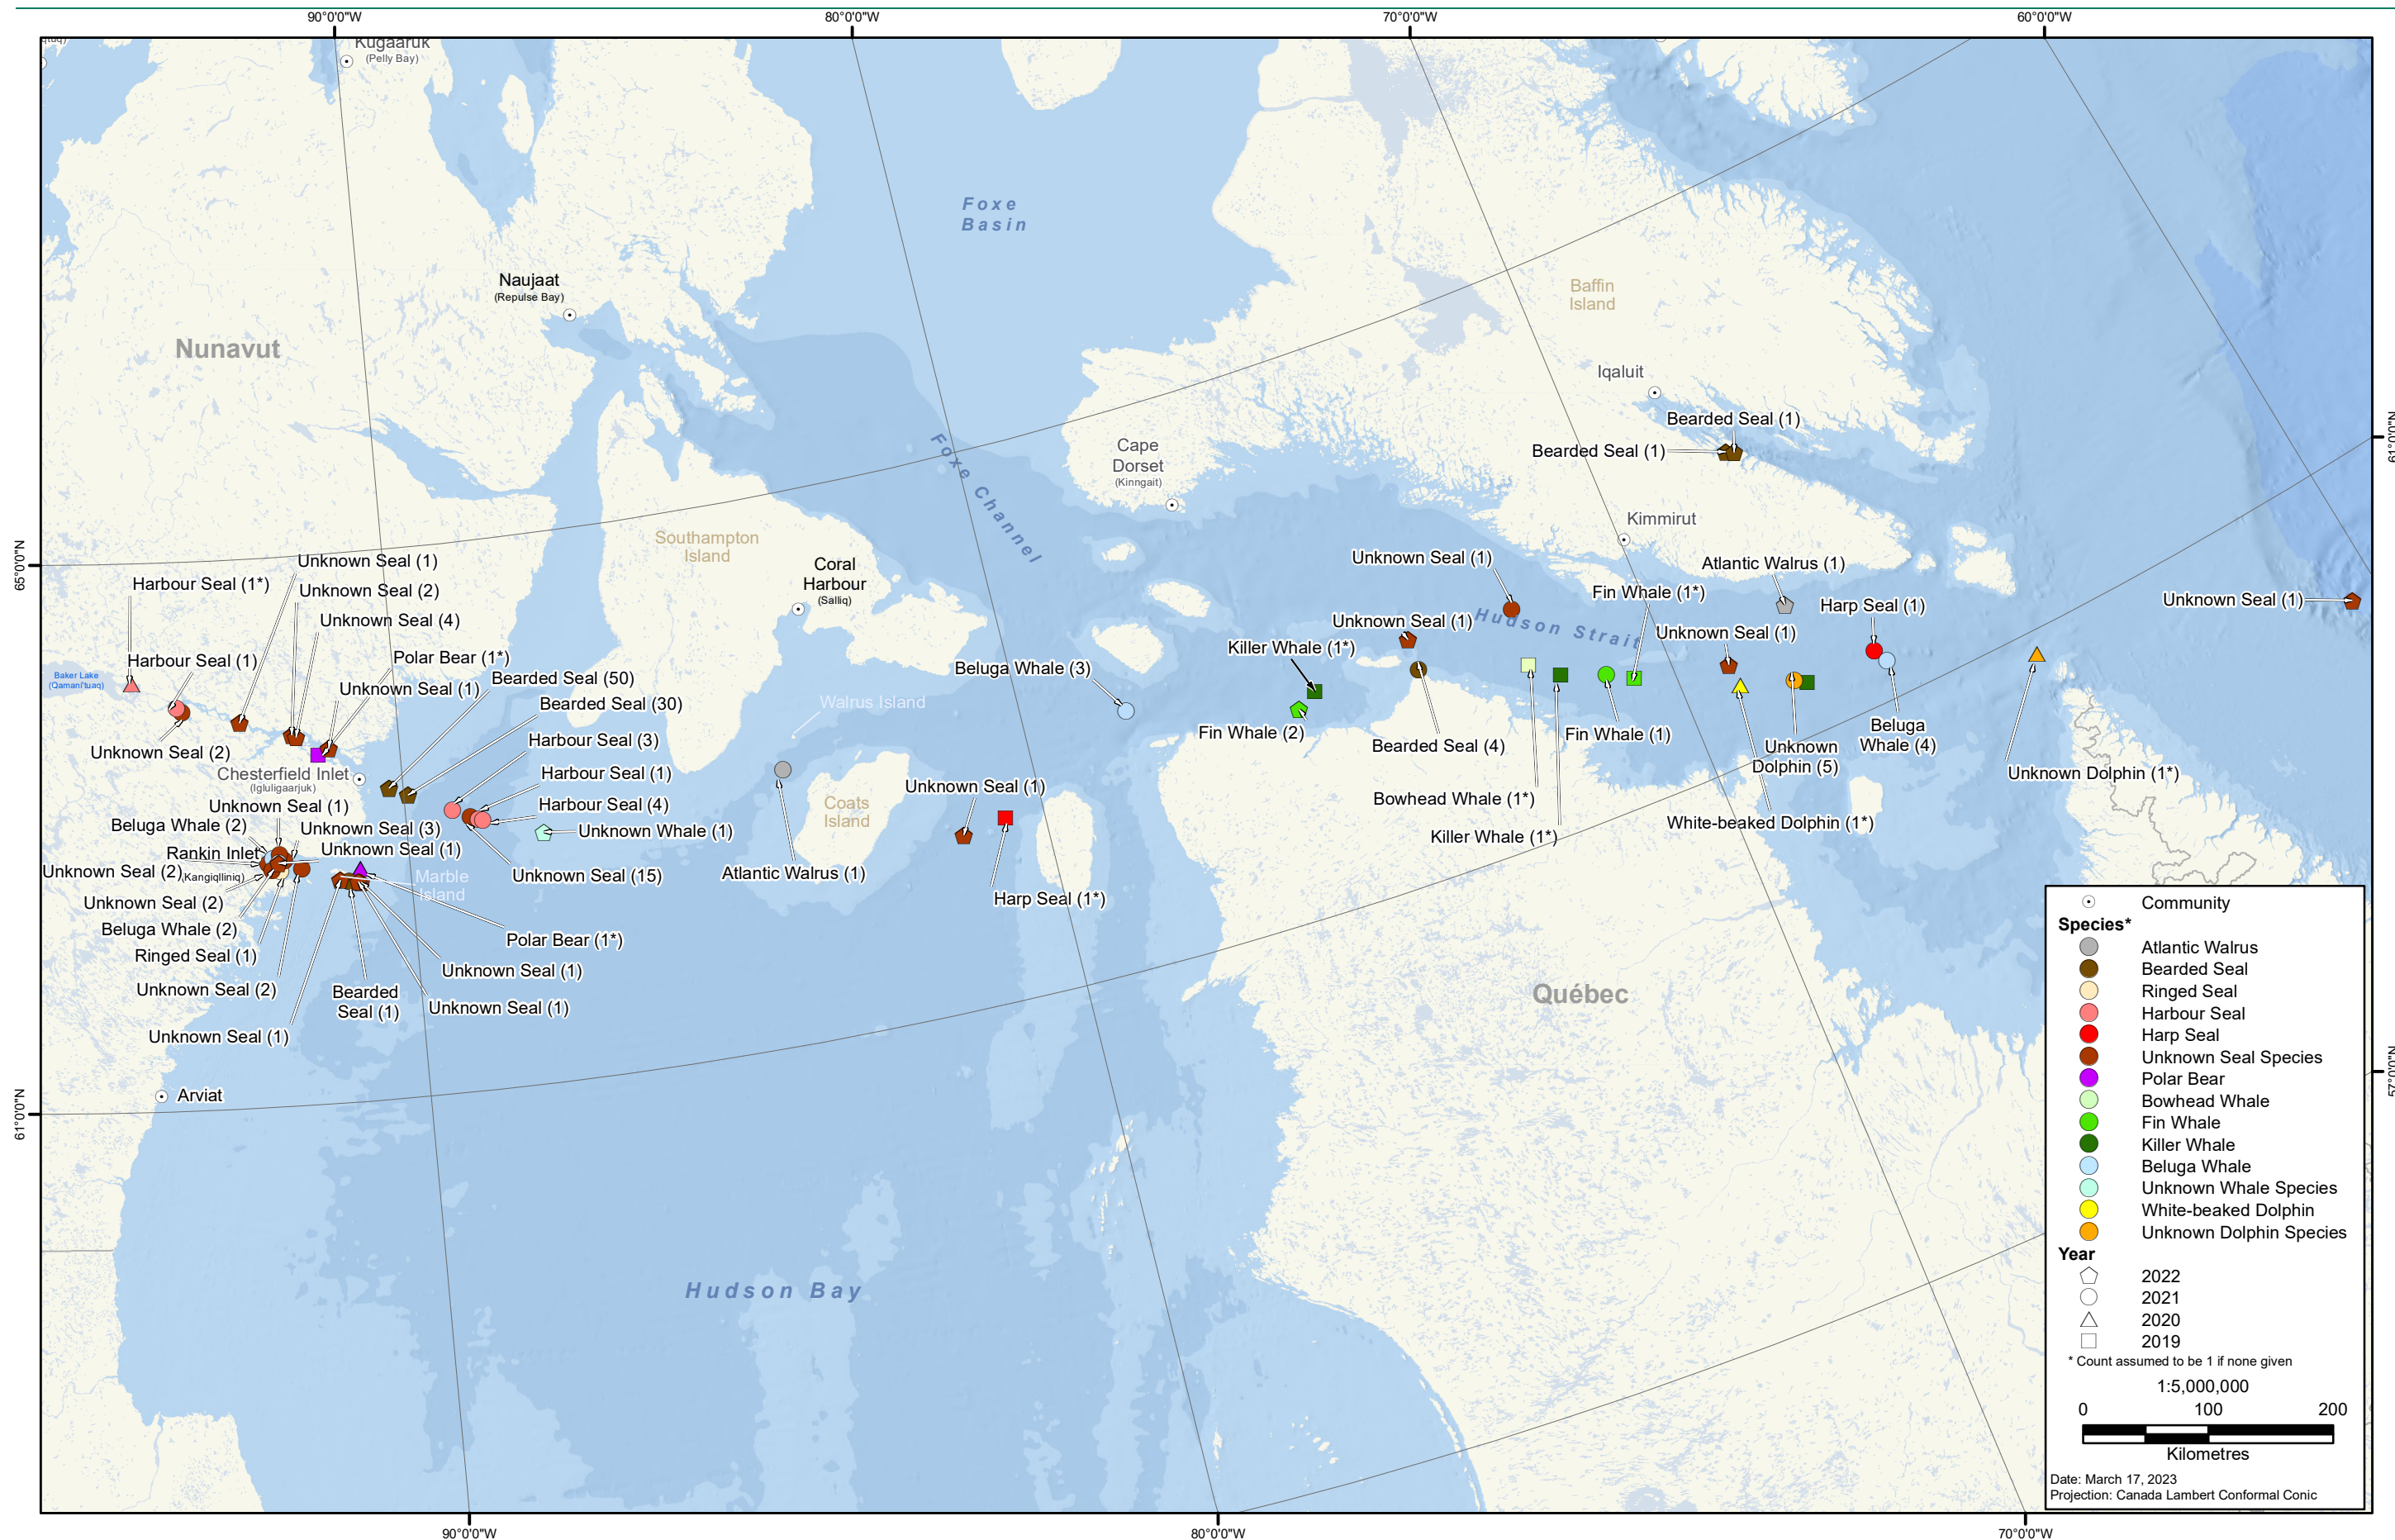 90°0'0"W
80°0'0"W
70°0'0"W
60°0'0"W
Kugaaruk
(Pelly Bay)
Foxe
Basin
Naujaat
(Repulse Bay)
Nunavut
Baffin
Island
Iqaluit
Bearded Seal (1)
Bearded Seal (1)
61°0'0"N
Cape
Dorset
(Kinngait)
Foxe Channel
Kimmirut
Southampton
Island
Coral
Harbour
(Salliq)
65°0'0"N
Unknown Seal (1)
Harbour Seal (1*)
Unknown Seal (2)
Unknown Seal (4)
Unknown Seal (1)
Atlantic Walrus (1)
Fin Whale (1*)
Harp Seal (1)
Unknown Seal (1)
Hudson Strait
Unknown Seal (1)
Unknown Seal (1)
Killer Whale (1*)
Harbour Seal (1)
Polar Bear (1*)
Baker Lake
(Qamani'tuaq)
Unknown Seal (1)
Bearded Seal (50)
Beluga Whale (3)
Bearded Seal (30)
Walrus Island
Unknown Seal (2)
Harbour Seal (3)
Fin Whale (2)
Bearded Seal (4)
Fin Whale (1)
Unknown
Dolphin (5)
Beluga
Whale (4)
Unknown Dolphin (1*)
Chesterfield Inlet
(Igluligaarjuk)
Harbour Seal (1)
Unknown Seal (1)
Harbour Seal (4)
Coats
Island
Unknown Seal (1)
Bowhead Whale (1*)
Beluga Whale (2)
Unknown Seal (3)
Unknown Whale (1)
White-beaked Dolphin (1*)
Killer Whale (1*)
Rankin Inlet
Unknown Seal (1)
Unknown Seal (2)
(Kangiqlliniq)
Marble
Island
Unknown Seal (15)
Atlantic Walrus (1)
Harp Seal (1*)
Unknown Seal (2)
Beluga Whale (2)
Polar Bear (1*)
Ringed Seal (1)
Unknown Seal (1)
Unknown Seal (2)
Bearded
Seal (1)
Unknown Seal (1)
Unknown Seal (1)
Québec
Arviat
61°0'0"N
57°0'0"N
Hudson Bay
Community
Species*
Atlantic Walrus
Bearded Seal
Ringed Seal
Harbour Seal
Harp Seal
Unknown Seal Species
Polar Bear
Bowhead Whale
Fin Whale
Killer Whale
Beluga Whale
Unknown Whale Species
White-beaked Dolphin
Unknown Dolphin Species
Year
2022
2021
2020
2019
* Count assumed to be 1 if none given
1:5,000,000
0 100 200
Kilometres
Date: March 17, 2023
Projection: Canada Lambert Conformal Conic
90°0'0"W
80°0'0"W
70°0'0"W